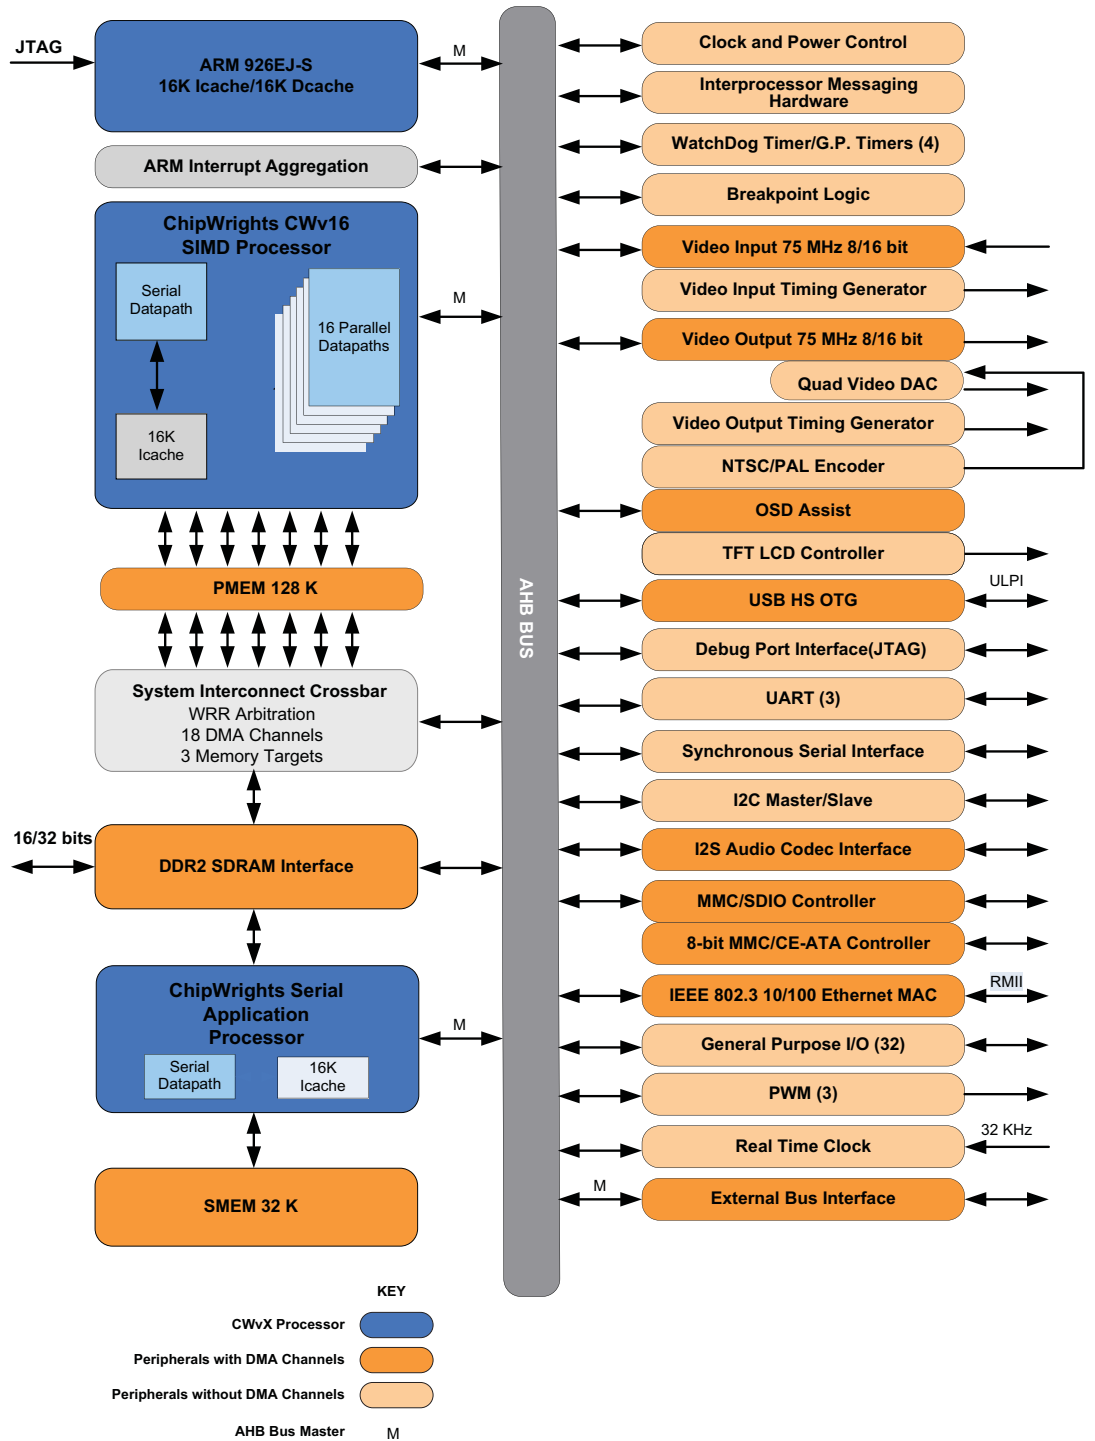 JTAG
ARM 926EJ-S
16K Icache/16K Dcache
M
ARM Interrupt Aggregation
ChipWrights CWv16
SIMD Processor
Serial
Datapath
16 Parallel
Datapaths
M
16K
Icache
PMEM 128 K
System Interconnect Crossbar
WRR Arbitration
18 DMA Channels
3 Memory Targets
16/32 bits
DDR2 SDRAM Interface
ChipWrights Serial
Application
Processor
Serial
Datapath
16K
Icache
M
SMEM 32 K
AHB BUS
Clock and Power Control
Interprocessor Messaging
Hardware
WatchDog Timer/G.P. Timers (4)
Breakpoint Logic
Video Input 75 MHz 8/16 bit
Video Input Timing Generator
Video Output 75 MHz 8/16 bit
Quad Video DAC
Video Output Timing Generator
NTSC/PAL Encoder
OSD Assist
TFT LCD Controller
USB HS OTG
ULPI
Debug Port Interface(JTAG)
UART (3)
Synchronous Serial Interface
I2C Master/Slave
I2S Audio Codec Interface
MMC/SDIO Controller
8-bit MMC/CE-ATA Controller
IEEE 802.3 10/100 Ethernet MAC
RMII
General Purpose I/O (32)
PWM (3)
Real Time Clock
32 KHz
M
External Bus Interface
KEY
CWvX Processor
Peripherals with DMA Channels
Peripherals without DMA Channels
AHB Bus Master M